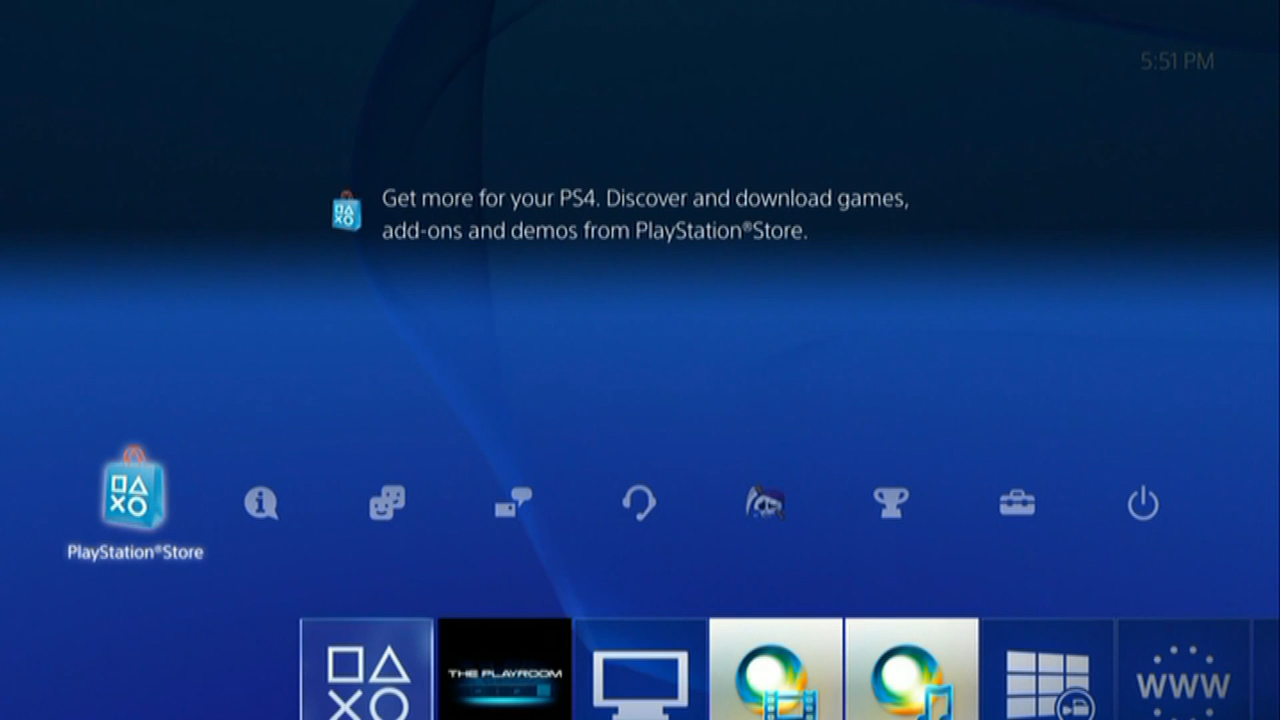 5:51 PM
Get more for your PS4. Discover and download games,
add-ons and demos from PlayStation®Store.
PlayStation®Store
THE PLAYROOM
WWW